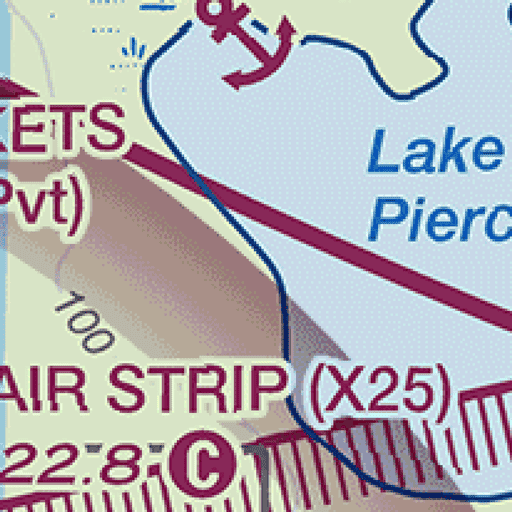 KETS
Pvt)
Lake
Pierc
100
AIR STRIP (X25)
22.8 C